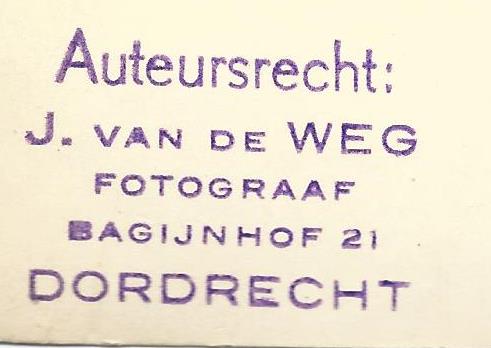 Auteursrecht:
J. VAN DE WEG
FOTOGRAAF
BAGIJNHOF 21
DORDRECHT